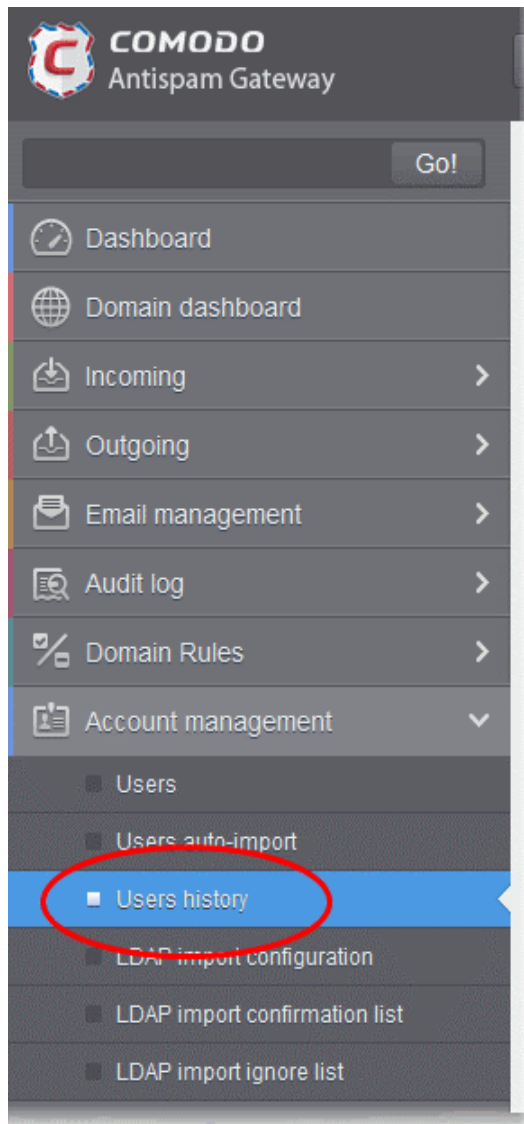 COMODO
Antispam Gateway
Go!
Dashboard
Domain dashboard
Incoming
Outgoing
Email management
Audit log
Domain Rules
Account management
Users
Users auto-import
Users history
LDAP import configuration
LDAP import confirmation list
LDAP import ignore list